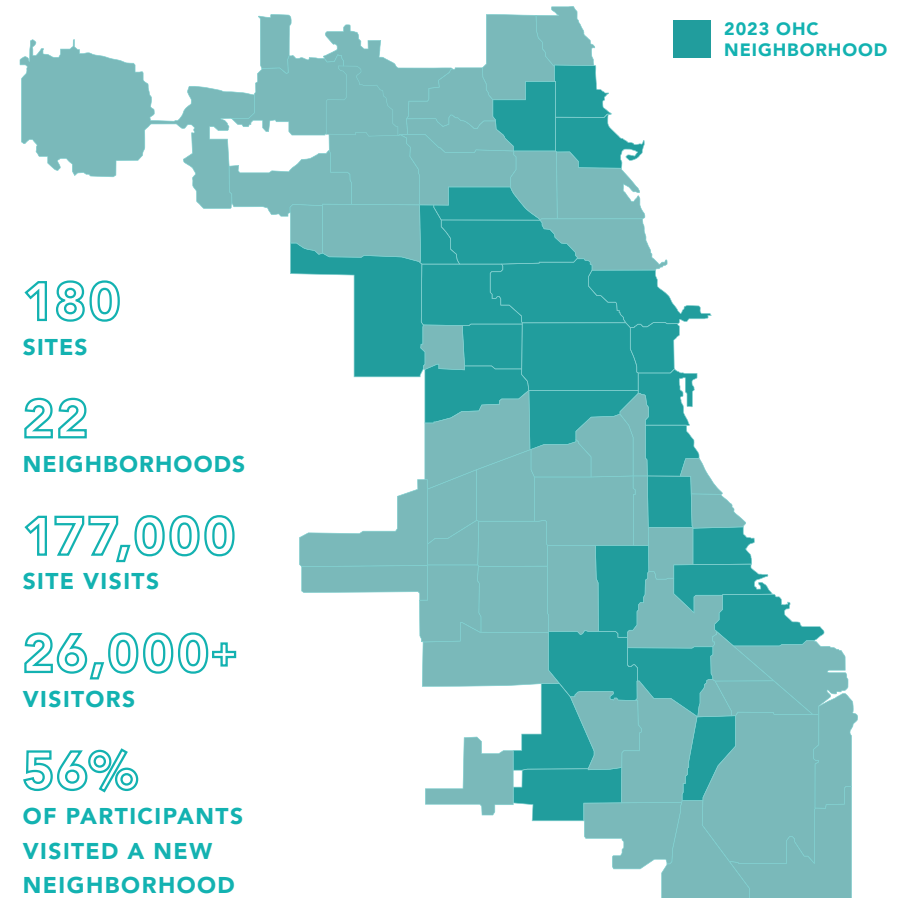 2023 OHC
NEIGHBORHOOD
180
SITES
22
NEIGHBORHOODS
177,000
SITE VISITS
26,000+
VISITORS
56%
OF PARTICIPANTS
VISITED A NEW
NEIGHBORHOOD